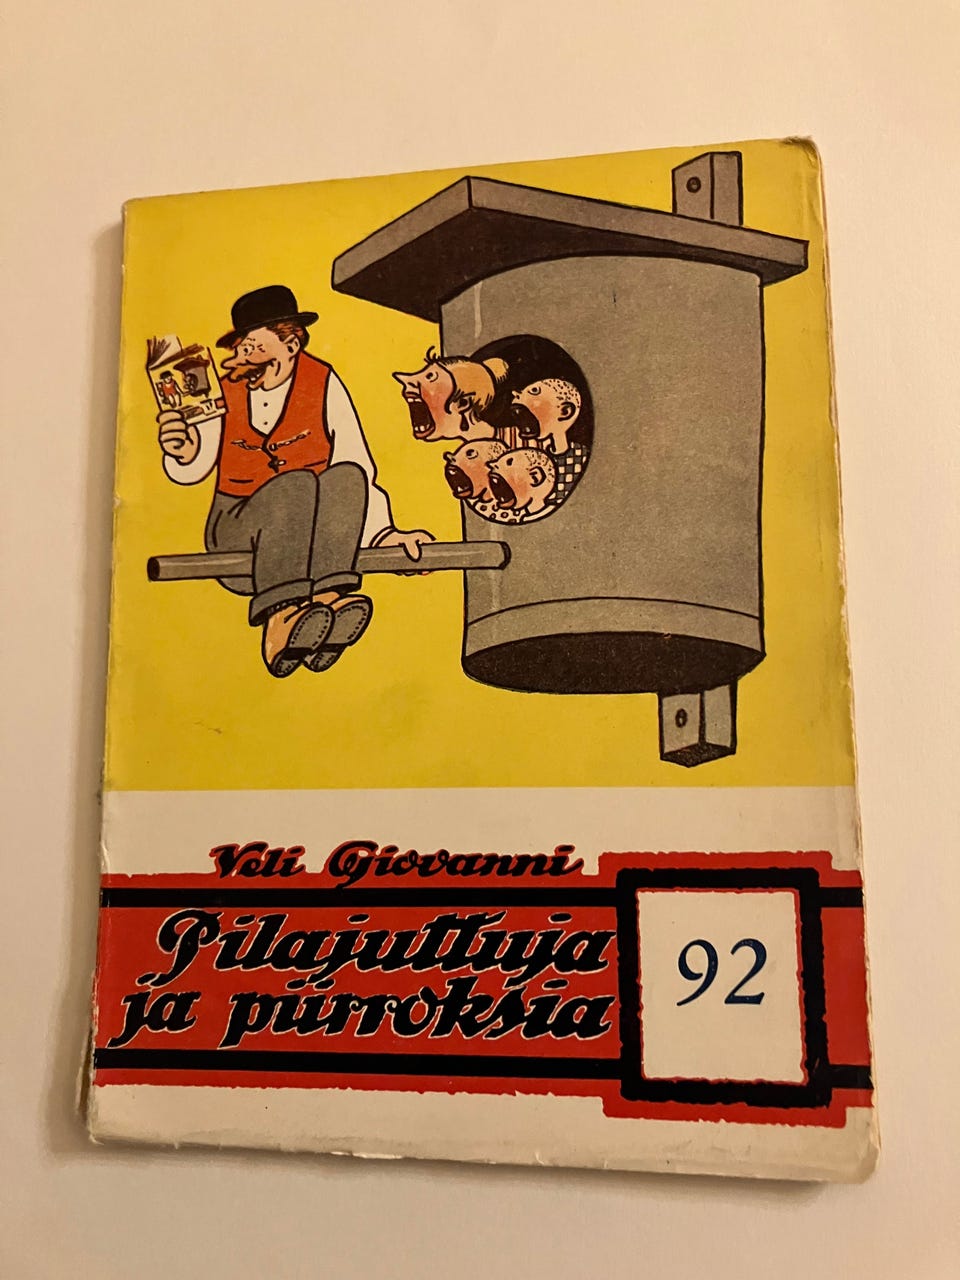 Veli Giovanni
Pilajuttuja
ja piirroksia
92